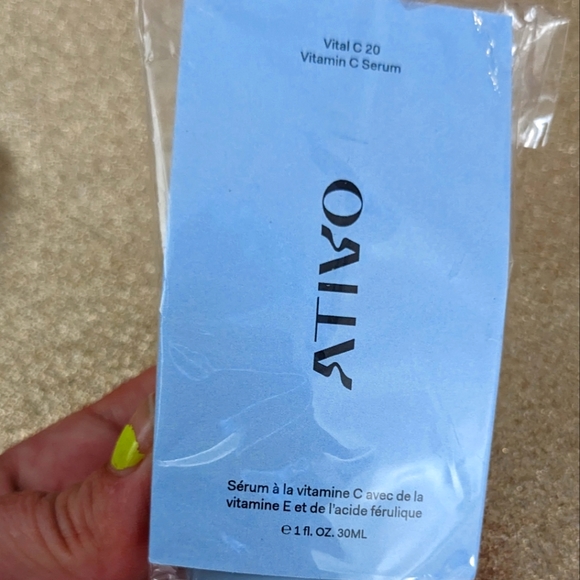 Vital C 20
Vitamin C Serum
ATIVO
Sérum à la vitamine C avec de la
vitamine E et de l'acide férulique
℮ 1 fl. OZ. 30ML